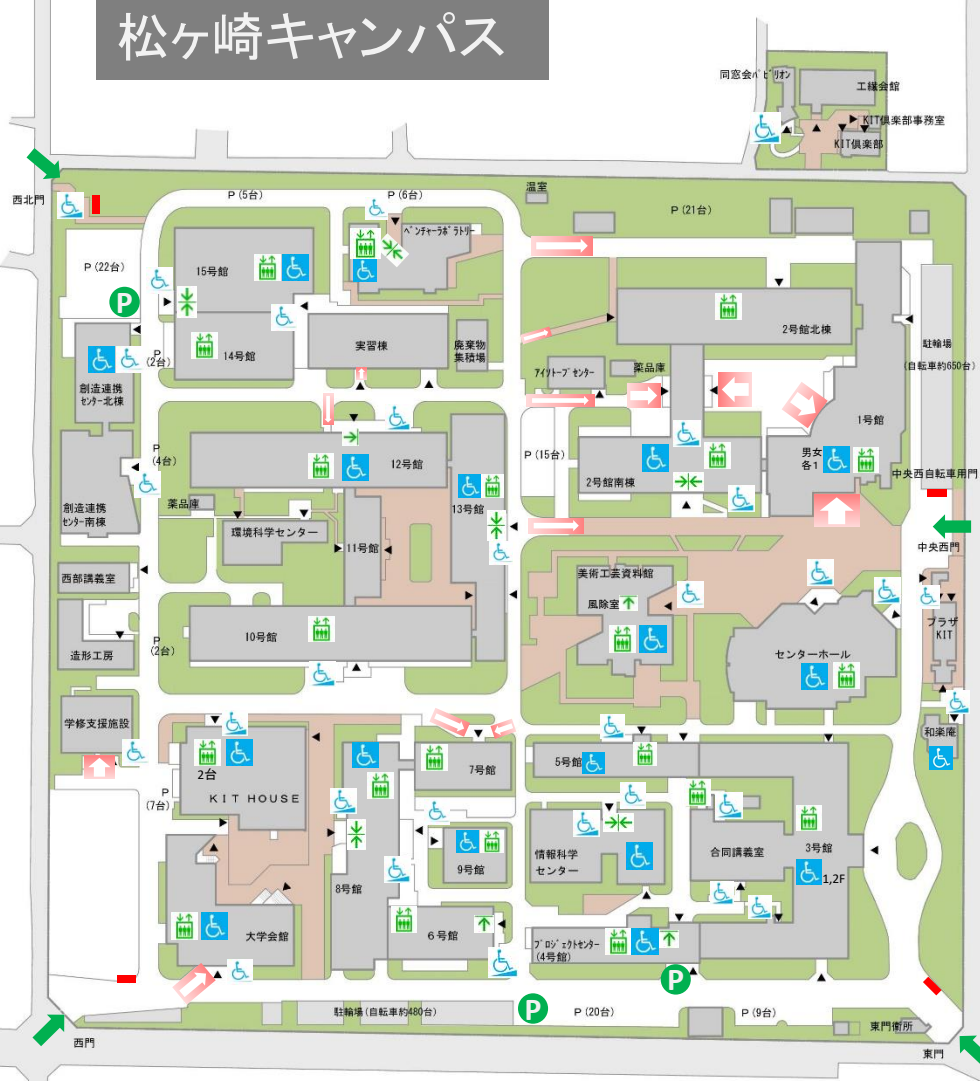 松ヶ崎キャンパス
同窓会パビリオン
工繊会館
KIT倶楽部事務室
KIT倶楽部
西北門
P (5台)
P (6台)
温室
P (21台)
ベンチャーラボラトリー
P (22台)
15号館
P
2号館北棟
14号館
実習棟
廃棄物
集積場
駐輪場
(自転車約650台)
P
(2台)
アイソトープセンター
薬品庫
創造連携
センター北棟
1号館
P
(4台)
12号館
P (15台)
男女
各1
2号館南棟
中央西自転車用門
薬品庫
13号館
創造連携
センター南棟
環境科学センター
11号館
中央西門
西部講義室
美術工芸資料館
風除室
プラザ
KIT
10号館
造形工房
P
(2台)
センターホール
学修支援施設
和楽庵
2台
KIT HOUSE
7号館
5号館
P
(7台)
情報科学
センター
合同講義室
3号館
1,2F
9号館
8号館
大学会館
6号館
プロジェクトセンター
(4号館)
P
P
駐輪場(自転車約480台)
P (20台)
P (9台)
東門衛所
西門
東門